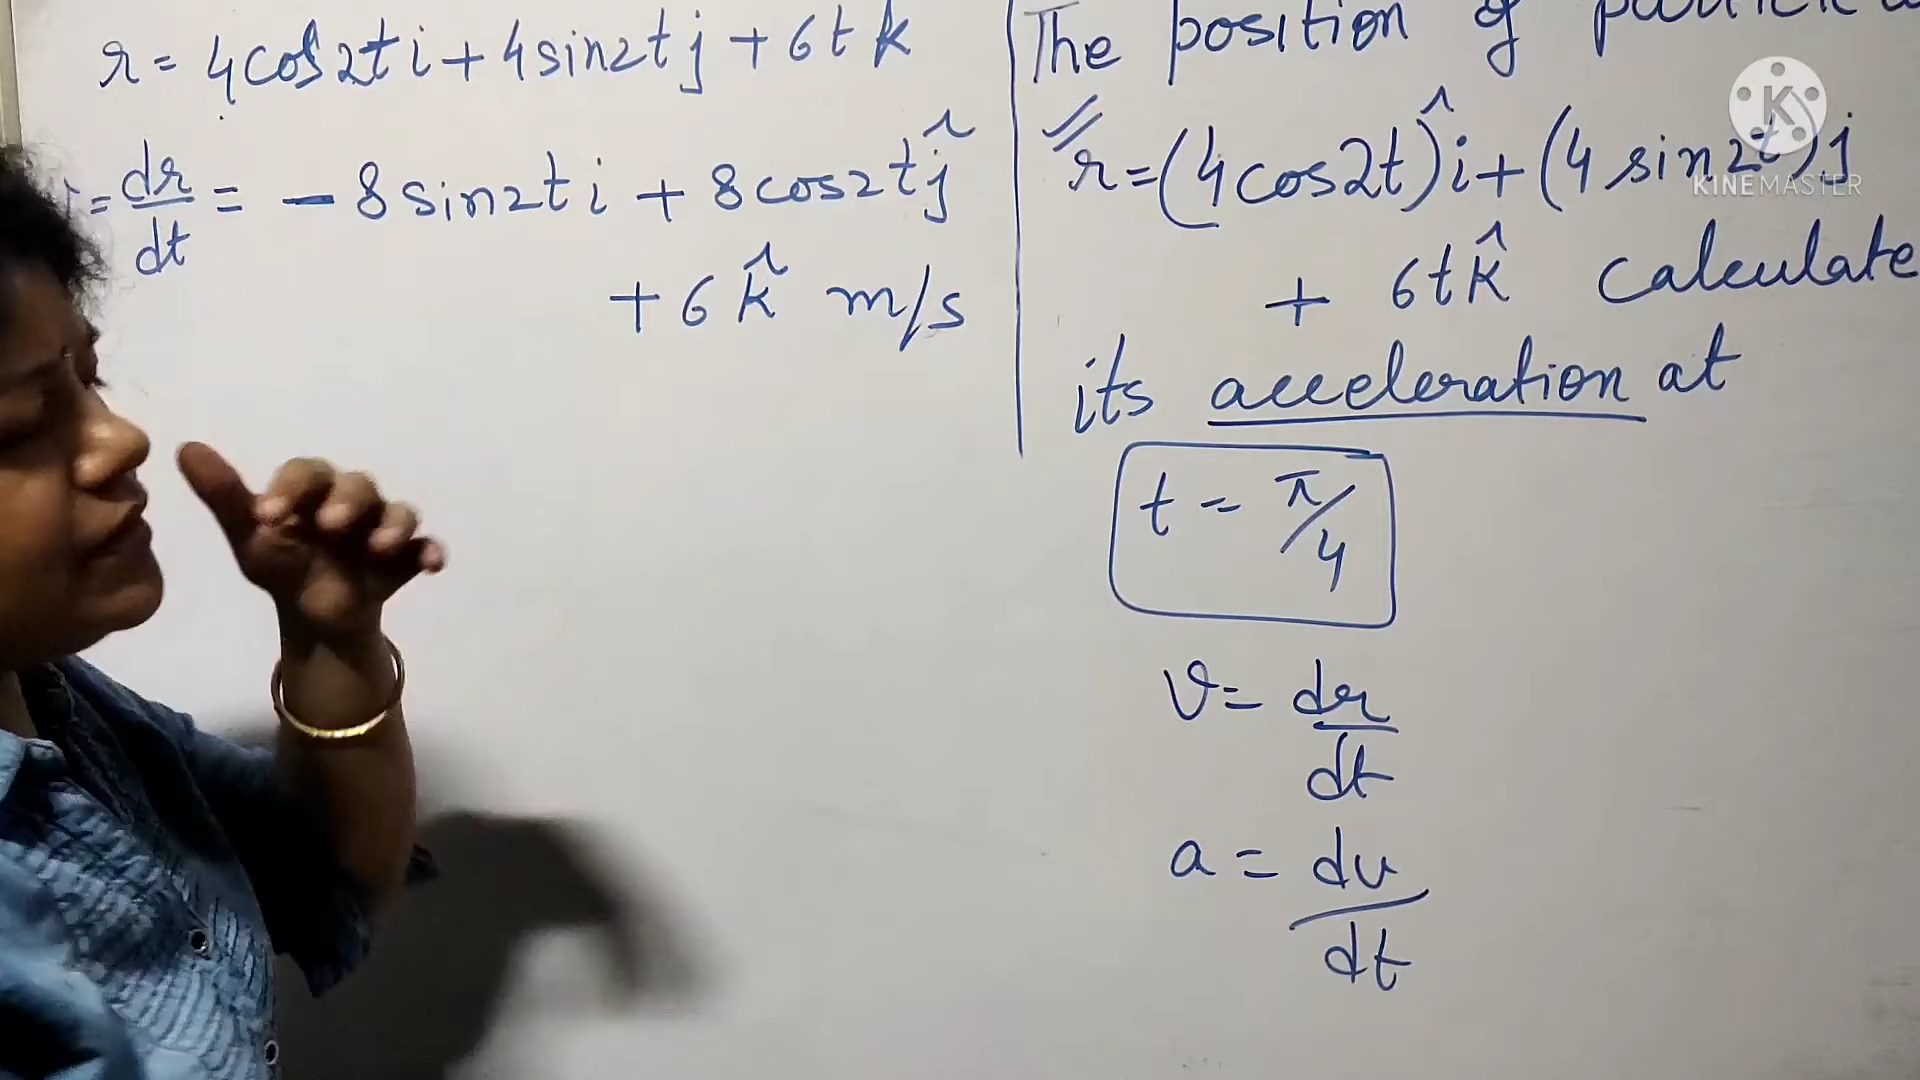 r = 4cos2t i + 4sin2t j + 6t k
= dr/dt = - 8sin2t i + 8cos2t ĵ
+ 6 k̂ m/s
The position of
r = (4cos2t) î + (4 sin2t) j
+ 6t k̂ Calculate
its acceleration at
t = π/4
v = dr/dt
a = dv/dt
K
KINEMASTER